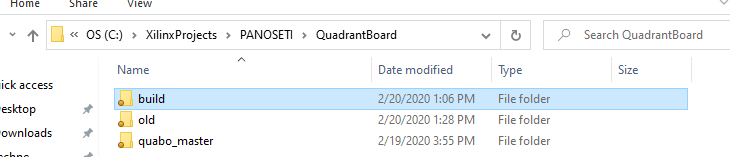 Home Share View
« OS (C:) > XilinxProjects > PANOSETI > QuadrantBoard
Search QuadrantBoard
Name Date modified Type Size
uick access
esktop
ownloads
build 2/20/2020 1:06 PM File folder
old 2/20/2020 1:28 PM File folder
quabo_master 2/19/2020 3:55 PM File folder